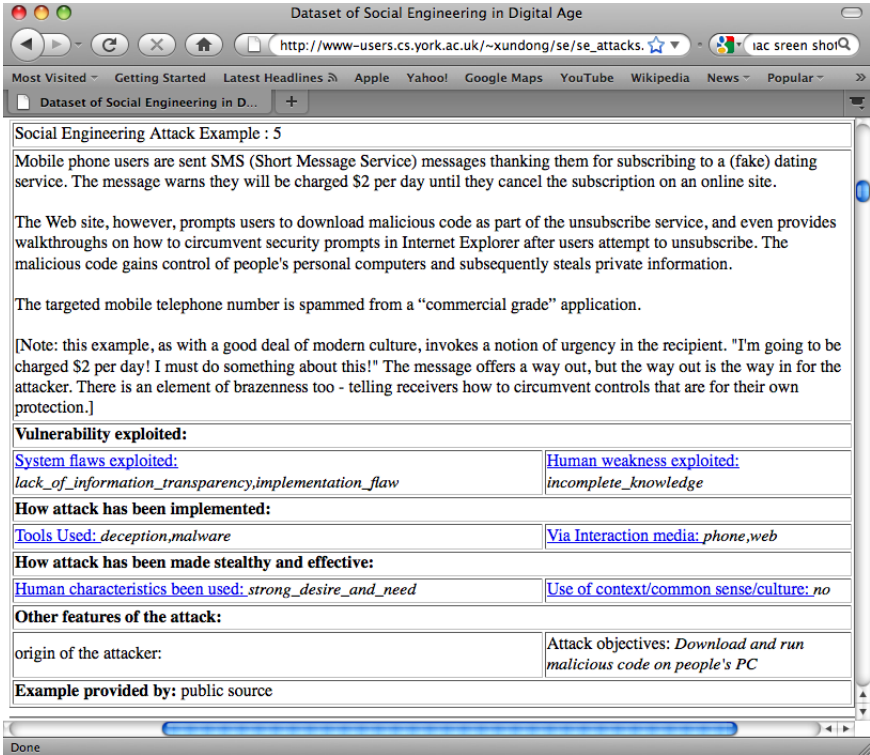 Dataset of Social Engineering in Digital Age
http://www-users.cs.york.ac.uk/~xundong/se/se_attacks.
nac sreen shot
Most Visited
Getting Started
Latest Headlines
Apple
Yahoo!
Google Maps
YouTube
Wikipedia
News
Popular
»
Dataset of Social Engineering in D...
+
Social Engineering Attack Example : 5
Mobile phone users are sent SMS (Short Message Service) messages thanking them for subscribing to a (fake) dating
service. The message warns they will be charged $2 per day until they cancel the subscription on an online site.
The Web site, however, prompts users to download malicious code as part of the unsubscribe service, and even provides
walkthroughs on how to circumvent security prompts in Internet Explorer after users attempt to unsubscribe. The
malicious code gains control of people's personal computers and subsequently steals private information.
The targeted mobile telephone number is spammed from a “commercial grade” application.
[Note: this example, as with a good deal of modern culture, invokes a notion of urgency in the recipient. "I'm going to be
charged $2 per day! I must do something about this!" The message offers a way out, but the way out is the way in for the
attacker. There is an element of brazenness too - telling receivers how to circumvent controls that are for their own
protection.]
Vulnerability exploited:
System flaws exploited:
lack_of_information_transparency,implementation_flaw
Human weakness exploited:
incomplete_knowledge
How attack has been implemented:
Tools Used: deception,malware
Via Interaction media: phone,web
How attack has been made stealthy and effective:
Human characteristics been used: strong_desire_and_need
Use of context/common sense/culture: no
Other features of the attack:
origin of the attacker:
Attack objectives: Download and run
malicious code on people's PC
Example provided by: public source
Done